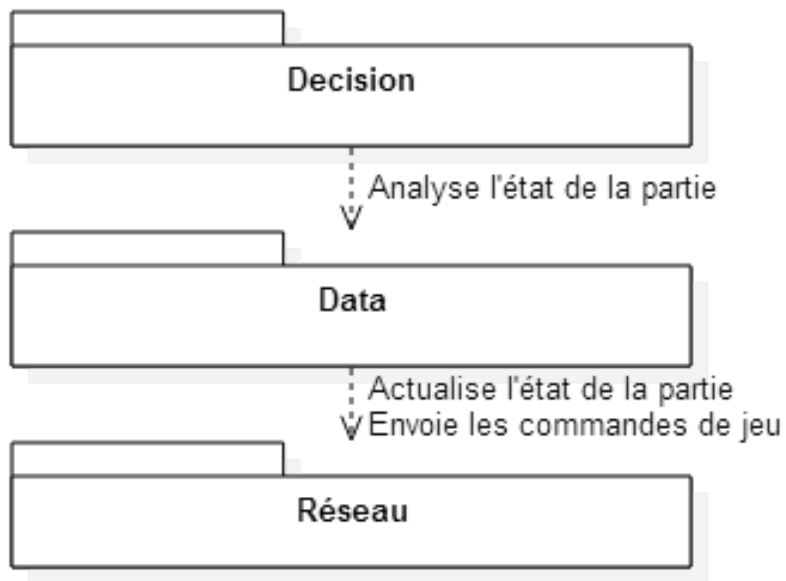 Decision
Analyse l'état de la partie
Data
Actualise l'état de la partie
Envoie les commandes de jeu
Réseau